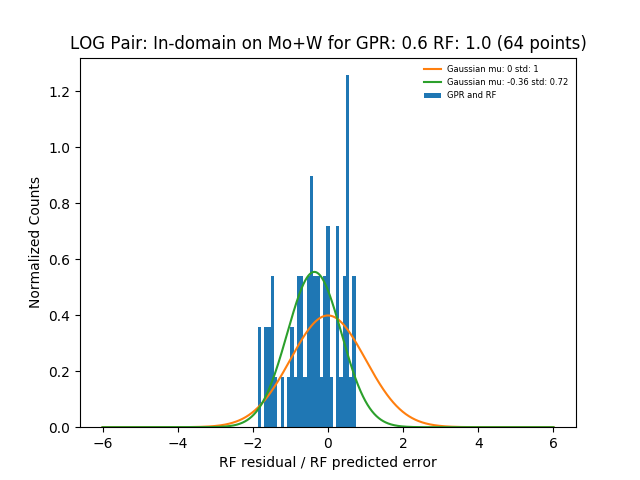 LOG Pair: In-domain on Mo+W for GPR: 0.6 RF: 1.0 (64 points)
Gaussian mu: 0 std: 1
Gaussian mu: -0.36 std: 0.72
GPR and RF
Normalized Counts
1.2
1.0
0.8
0.6
0.4
0.2
0.0
−6 −4 −2 0 2 4 6
RF residual / RF predicted error